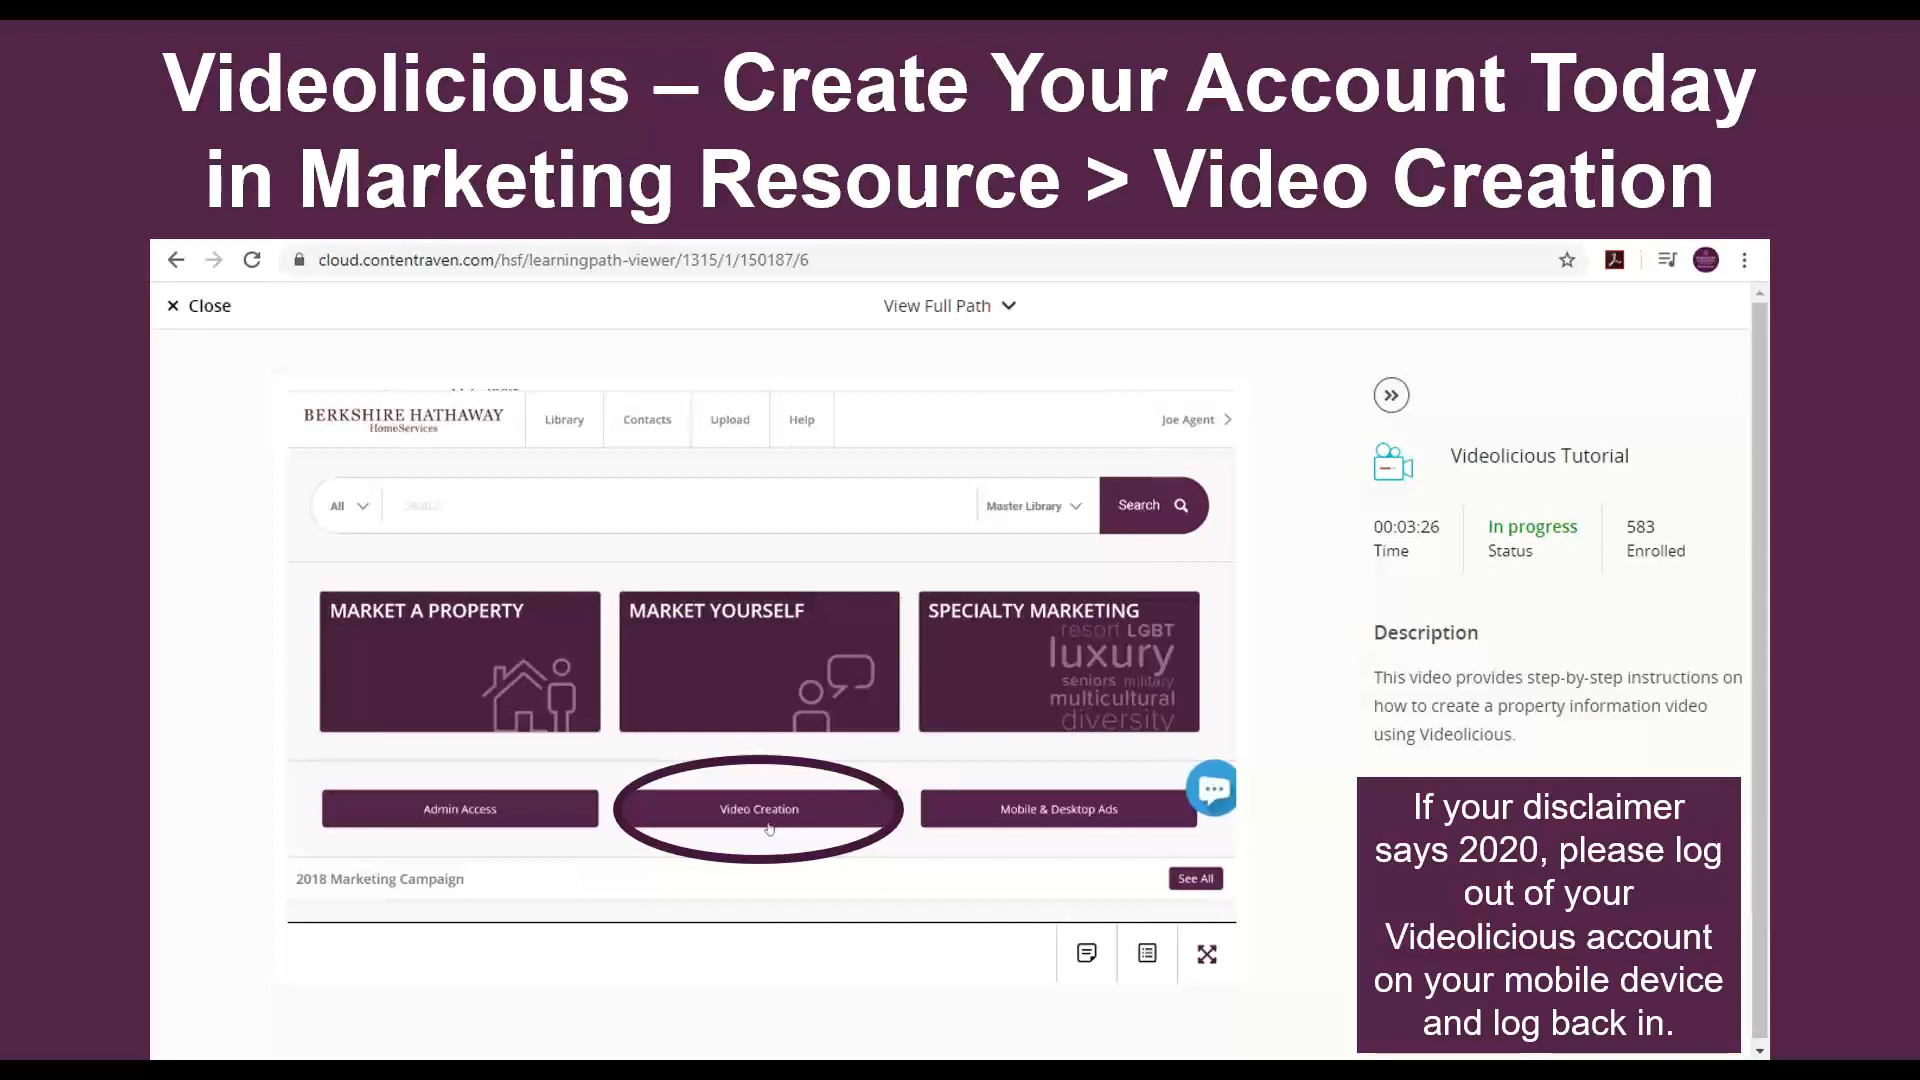 Videolicious – Create Your Account Today
in Marketing Resource > Video Creation
cloud.contentraven.com/hsf/learningpath-viewer/1315/1/150187/6
× Close
View Full Path
BERKSHIRE HATHAWAY
HomeServices
Library
Contacts
Upload
Help
Joe Agent
All
Search
Master Library
Search
MARKET A PROPERTY
MARKET YOURSELF
SPECIALTY MARKETING
resort LGBT
luxury
seniors military
multicultural
diversity
Admin Access
Video Creation
Mobile & Desktop Ads
2018 Marketing Campaign
See All
Videolicious Tutorial
00:03:26
Time
In progress
Status
583
Enrolled
Description
This video provides step-by-step instructions on
how to create a property information video
using Videolicious.
If your disclaimer
says 2020, please log
out of your
Videolicious account
on your mobile device
and log back in.